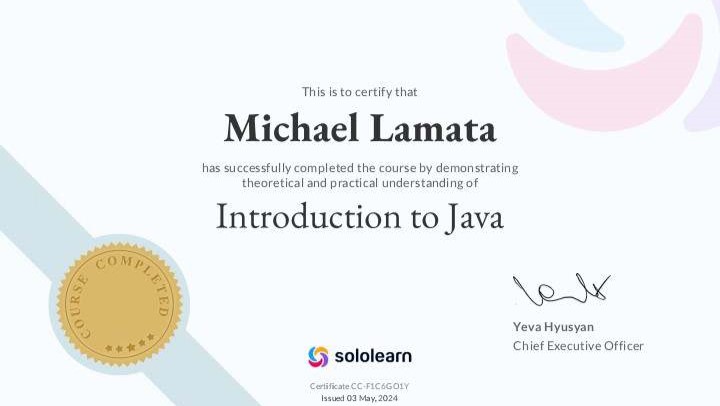 This is to certify that
Michael Lamata
has successfully completed the course by demonstrating
theoretical and practical understanding of
Introduction to Java
COURSE COMPLETED
Yeva Hyusyan
Chief Executive Officer
sololearn
Certificate CC-F1C6GO1Y
Issued 03 May, 2024